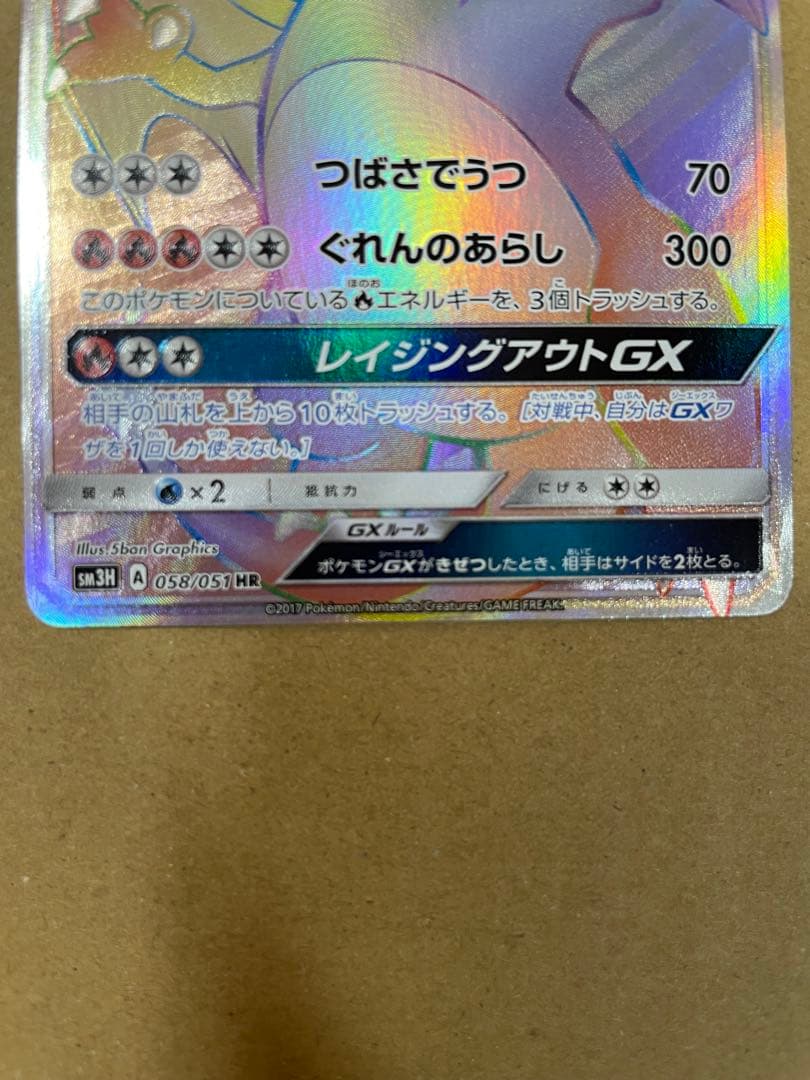 つばさでうつ 70
ぐれんのあらし 300
このポケモンについているエネルギーを、3個トラッシュする。
レイジングアウトGX
相手の山札を上から10枚トラッシュする。[対戦中、自分はGXワ
ザを1回しか使えない。]
弱点 ×2 抵抗力 にげる
GXルール
Illus. 5ban Graphics
ポケモンGXがきぜつしたとき、相手はサイドを2枚とる。
SM3H A 058/051 HR
©2017 Pokémon/Nintendo/Creatures/GAME FREAK.